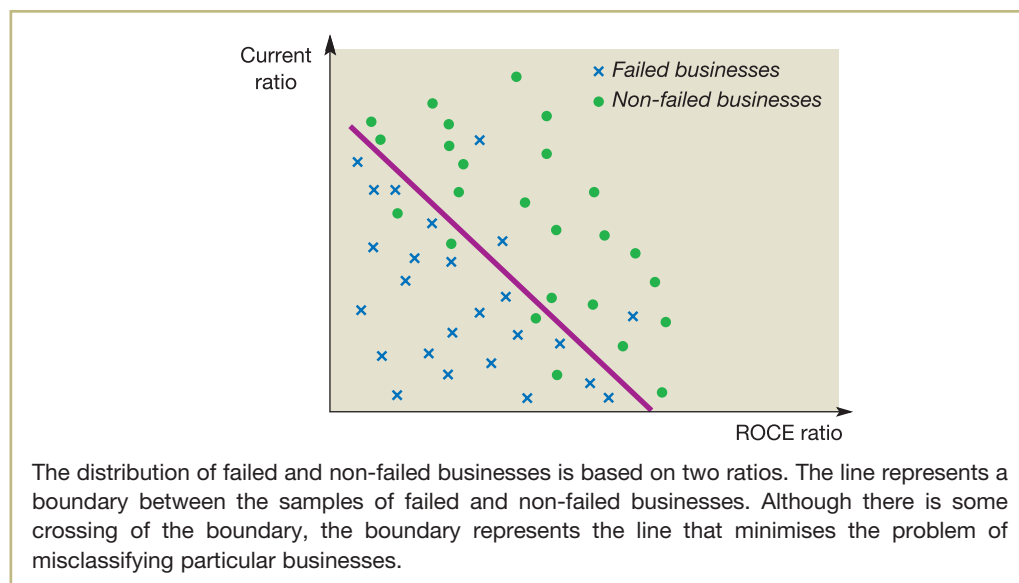 Current
ratio
Failed businesses
Non-failed businesses
ROCE ratio
The distribution of failed and non-failed businesses is based on two ratios. The line represents a
boundary between the samples of failed and non-failed businesses. Although there is some
crossing of the boundary, the boundary represents the line that minimises the problem of
misclassifying particular businesses.